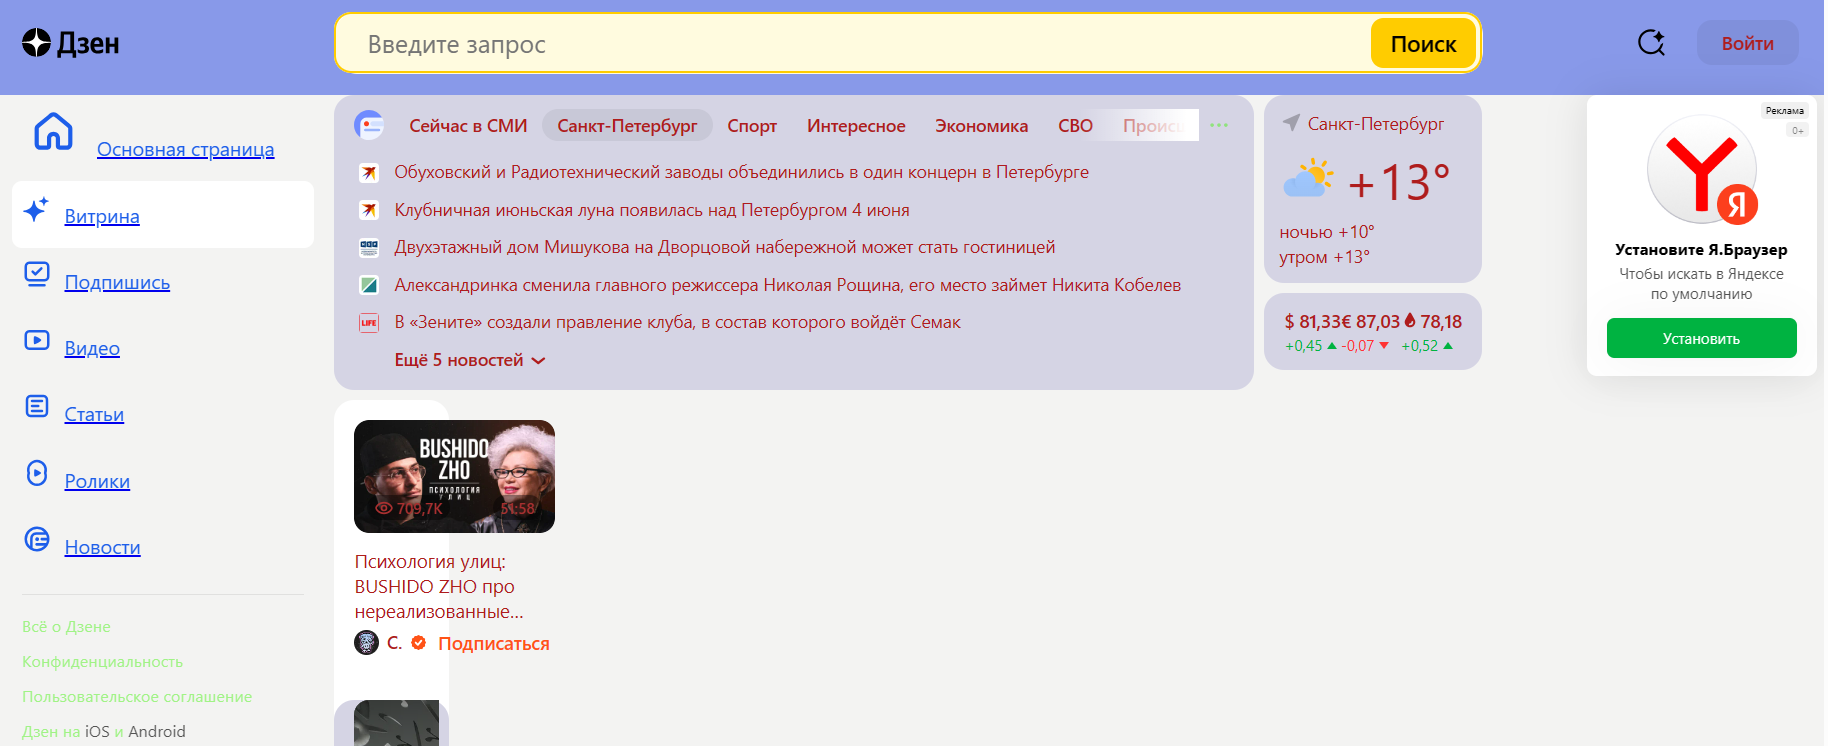 Дзен
Введите запрос
Поиск
Войти
Основная страница
Витрина
Подпишись
Видео
Статьи
Ролики
Новости
Всё о Дзене
Конфиденциальность
Пользовательское соглашение
Дзен на iOS и Android
Сейчас в СМИ Санкт-Петербург Спорт Интересное Экономика СВО Происш
Обуховский и Радиотехнический заводы объединились в один концерн в Петербурге
Клубничная июньская луна появилась над Петербургом 4 июня
Двухэтажный дом Мишукова на Дворцовой набережной может стать гостиницей
Александринка сменила главного режиссера Николая Рощина, его место займет Никита Кобелев
LIFE
В «Зените» создали правление клуба, в состав которого войдёт Семак
Ещё 5 новостей
Санкт-Петербург
+13°
ночью +10°
утром +13°
$ 81,33 € 87,03 78,18
+0,45 -0,07 +0,52
Реклама
0+
Я
Установите Я.Браузер
Чтобы искать в Яндексе
по умолчанию
Установить
BUSHIDO
ZHO
ПСИХОЛОГИЯ
УЛИЦ
709,7K 51:58
Психология улиц:
BUSHIDO ZHO про
нереализованные...
С. Подписаться